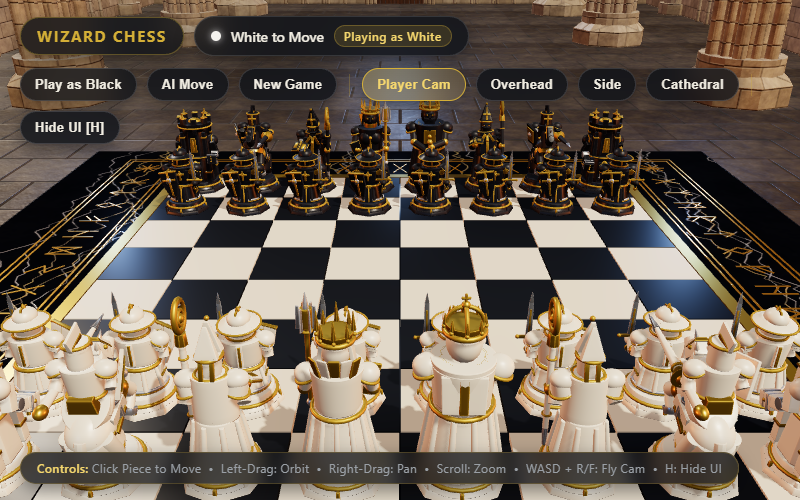 WIZARD CHESS
White to Move
Playing as White
Play as Black
AI Move
New Game
Player Cam
Overhead
Side
Cathedral
Hide UI [H]
Controls: Click Piece to Move • Left-Drag: Orbit • Right-Drag: Pan • Scroll: Zoom • WASD + R/F: Fly Cam • H: Hide UI